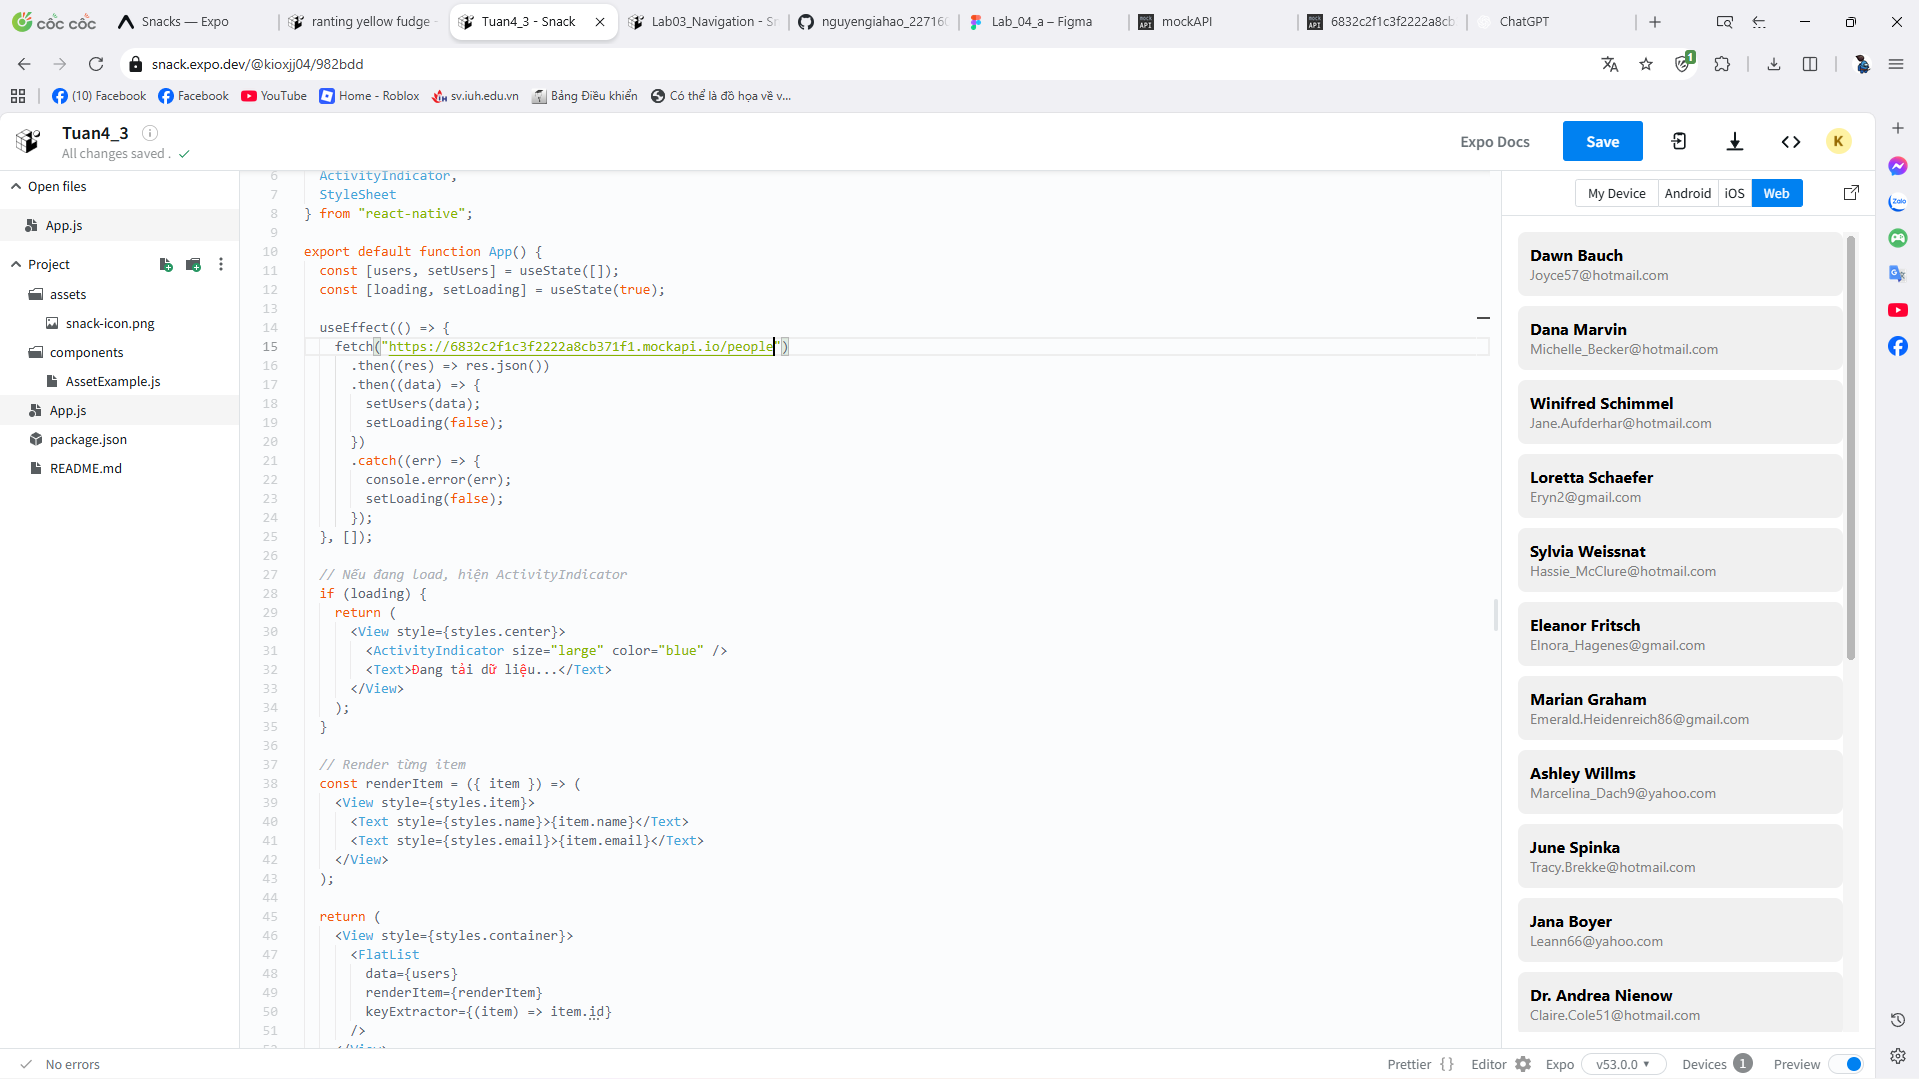 cốc cốc
Snacks — Expo
ranting yellow fudge -
Tuan4_3 - Snack
Lab03_Navigation - Sn
nguyengiahao_22716
Lab_04_a – Figma
mockAPI
6832c2f1c3f2222a8cb
ChatGPT
snack.expo.dev/@kioxjj04/982bdd
1
(10) Facebook
Facebook
YouTube
Home - Roblox
sv.iuh.edu.vn
Bảng Điều khiển
Có thể là đồ họa về v...
Tuan4_3
All changes saved .
Expo Docs
Save
K
Open files
App.js
Project
assets
snack-icon.png
components
AssetExample.js
App.js
package.json
README.md
6 ActivityIndicator,
7 StyleSheet
8 } from "react-native";
9
10 export default function App() {
11 const [users, setUsers] = useState([]);
12 const [loading, setLoading] = useState(true);
13
14 useEffect(() => {
15 fetch("https://6832c2f1c3f2222a8cb371f1.mockapi.io/people")
16 .then((res) => res.json())
17 .then((data) => {
18 setUsers(data);
19 setLoading(false);
20 })
21 .catch((err) => {
22 console.error(err);
23 setLoading(false);
24 });
25 }, []);
26
27 // Nếu đang load, hiện ActivityIndicator
28 if (loading) {
29 return (
30 <View style={styles.center}>
31 <ActivityIndicator size="large" color="blue" />
32 <Text>Đang tải dữ liệu...</Text>
33 </View>
34 );
35 }
36
37 // Render từng item
38 const renderItem = ({ item }) => (
39 <View style={styles.item}>
40 <Text style={styles.name}>{item.name}</Text>
41 <Text style={styles.email}>{item.email}</Text>
42 </View>
43 );
44
45 return (
46 <View style={styles.container}>
47 <FlatList
48 data={users}
49 renderItem={renderItem}
50 keyExtractor={(item) => item.id}
51 />
52 </View>
My Device
Android
iOS
Web
Dawn Bauch
Joyce57@hotmail.com
Dana Marvin
Michelle_Becker@hotmail.com
Winifred Schimmel
Jane.Aufderhar@hotmail.com
Loretta Schaefer
Eryn2@gmail.com
Sylvia Weissnat
Hassie_McClure@hotmail.com
Eleanor Fritsch
Elnora_Hagenes@gmail.com
Marian Graham
Emerald.Heidenreich86@gmail.com
Ashley Willms
Marcelina_Dach9@yahoo.com
June Spinka
Tracy.Brekke@hotmail.com
Jana Boyer
Leann66@yahoo.com
Dr. Andrea Nienow
Claire.Cole51@hotmail.com
Zalo
No errors
Prettier {}
Editor
Expo
v53.0.0
Devices 1
Preview